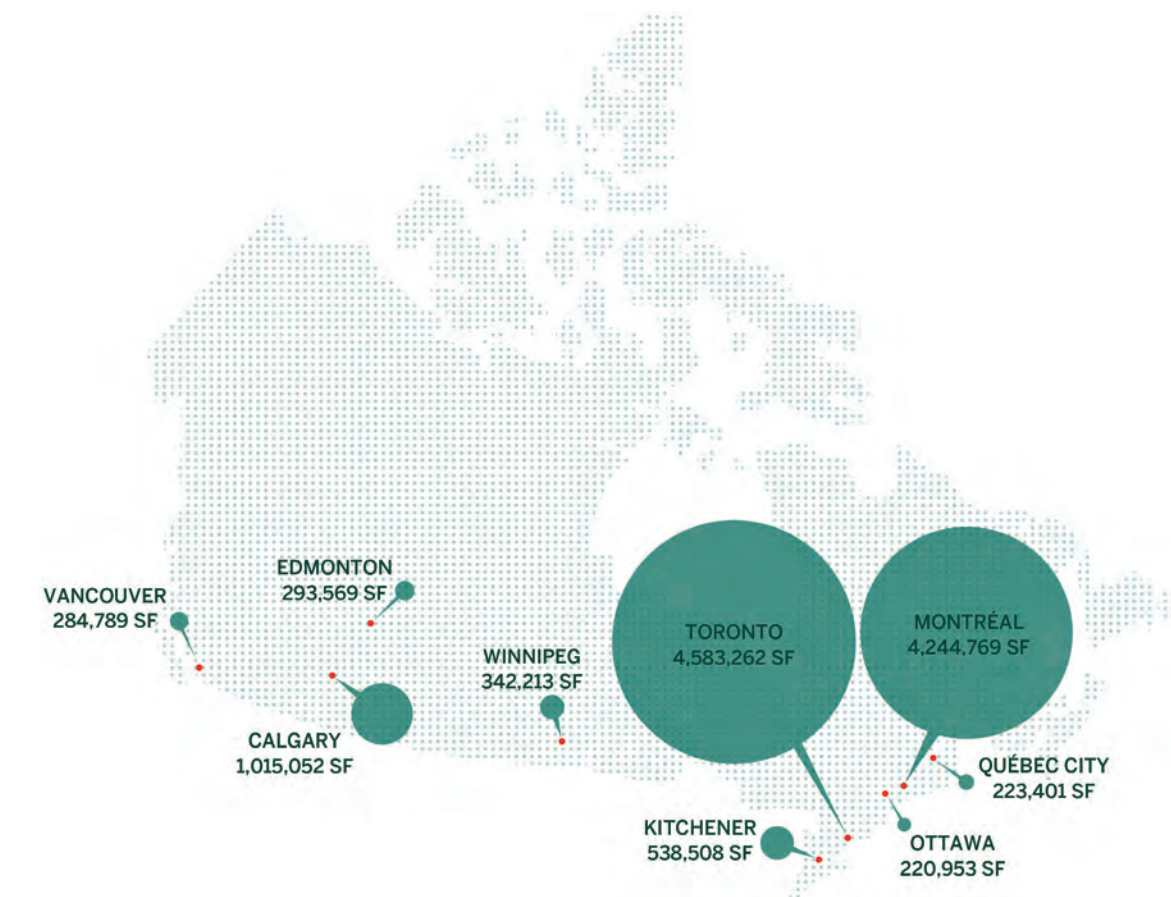 VANCOUVER
284,789 SF
EDMONTON
293,569 SF
CALGARY
1,015,052 SF
WINNIPEG
342,213 SF
TORONTO
4,583,262 SF
MONTRÉAL
4,244,769 SF
QUÉBEC CITY
223,401 SF
KITCHENER
538,508 SF
OTTAWA
220,953 SF